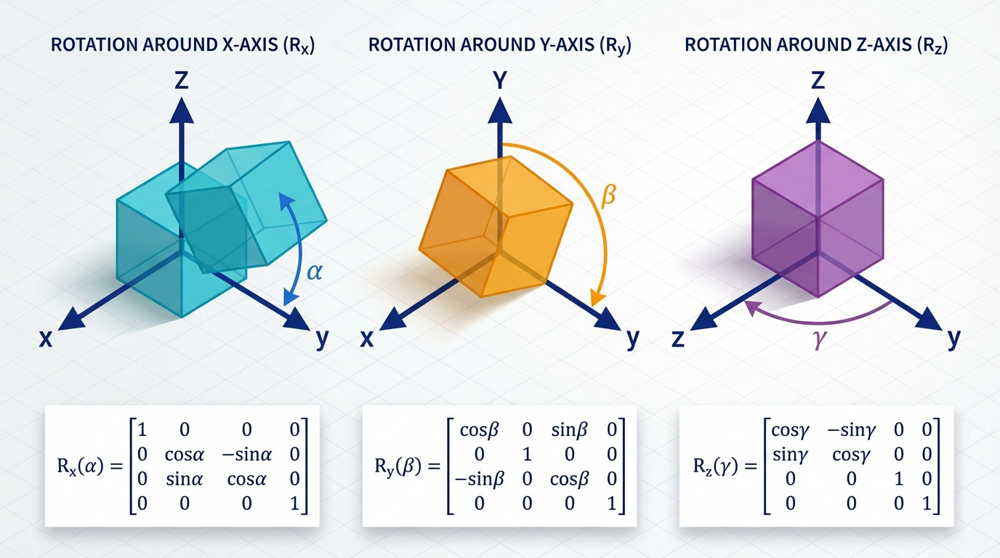 ROTATION AROUND X-AXIS (Rx)
Z
α
x
y
Rx(α) =
1 0 0 0
0 cosα −sinα 0
0 sinα cosα 0
0 0 0 1
ROTATION AROUND Y-AXIS (Ry)
Y
β
x
y
Ry(β) =
cosβ 0 sinβ 0
0 1 0 0
−sinβ 0 cosβ 0
0 0 0 1
ROTATION AROUND Z-AXIS (Rz)
Z
z
γ
y
Rz(γ) =
cosγ −sinγ 0 0
sinγ cosγ 0 0
0 0 1 0
0 0 0 1